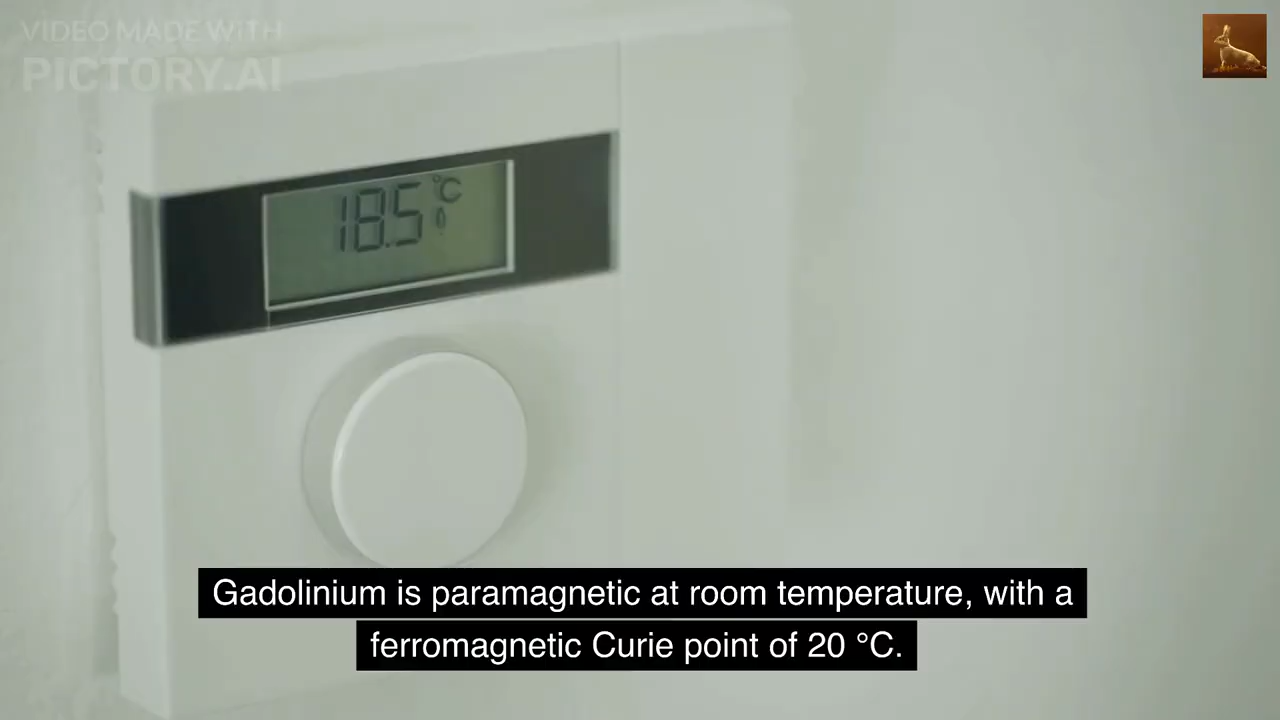 VIDEO MADE WITH
PICTORY.AI
18.5 °C
Gadolinium is paramagnetic at room temperature, with a
ferromagnetic Curie point of 20 °C.